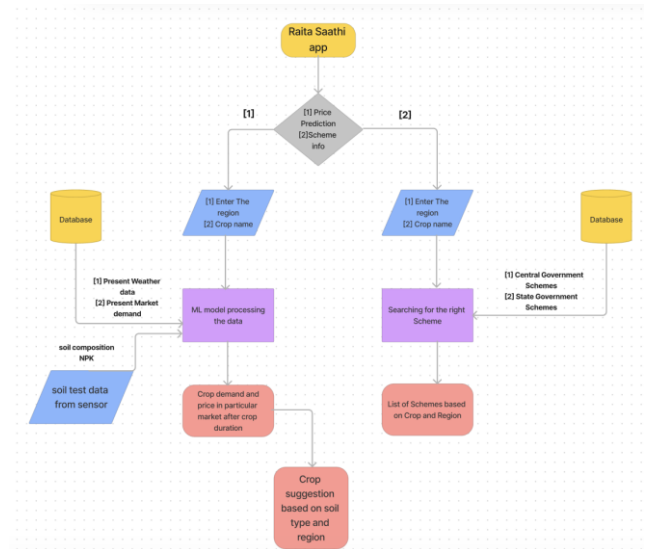 Raita Saathi
app
[1] Price
Prediction
[2]Scheme
info
[1]
[2]
[1] Enter The
region
[2] Crop name
[1] Enter The
region
[2] Crop name
Database
Database
[1] Present Weather
data
[2] Present Market
demand
ML model processing
the data
Searching for the right
Scheme
[1] Central Government
Schemes
[2] State Government
Schemes
soil composition
NPK
soil test data
from sensor
Crop demand and
price in particular
market after crop
duration
List of Schemes based
on Crop and Region
Crop
suggestion
based on soil
type and
region